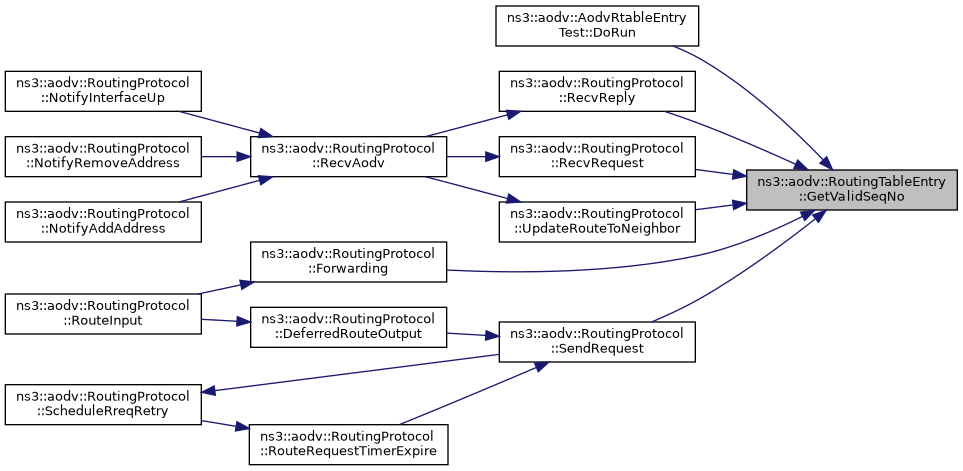 ns3::aodv::AodvRtableEntry
Test::DoRun
ns3::aodv::RoutingProtocol
::NotifyInterfaceUp
ns3::aodv::RoutingProtocol
::RecvReply
ns3::aodv::RoutingProtocol
::NotifyRemoveAddress
ns3::aodv::RoutingProtocol
::RecvAodv
ns3::aodv::RoutingProtocol
::RecvRequest
ns3::aodv::RoutingTableEntry
::GetValidSeqNo
ns3::aodv::RoutingProtocol
::NotifyAddAddress
ns3::aodv::RoutingProtocol
::UpdateRouteToNeighbor
ns3::aodv::RoutingProtocol
::Forwarding
ns3::aodv::RoutingProtocol
::RouteInput
ns3::aodv::RoutingProtocol
::DeferredRouteOutput
ns3::aodv::RoutingProtocol
::SendRequest
ns3::aodv::RoutingProtocol
::ScheduleRreqRetry
ns3::aodv::RoutingProtocol
::RouteRequestTimerExpire